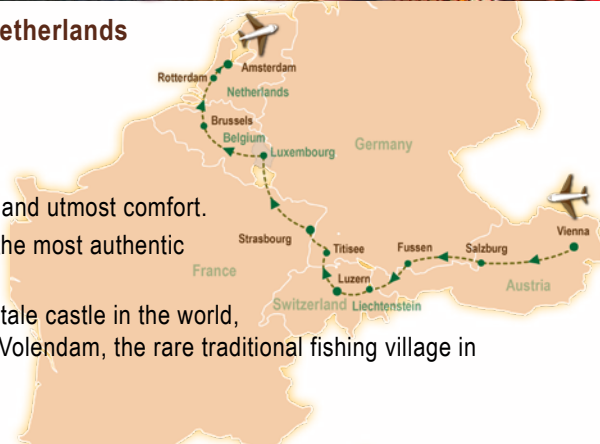 etherlands
Amsterdam
Rotterdam
Netherlands
Brussels
Belgium
Luxembourg
Germany
and utmost comfort.
Vienna
Strasbourg
he most authentic
Titisee
Fussen
Salzburg
France
Luzern
Austria
Switzerland
Liechtenstein
tale castle in the world,
Volendam, the rare traditional fishing village in